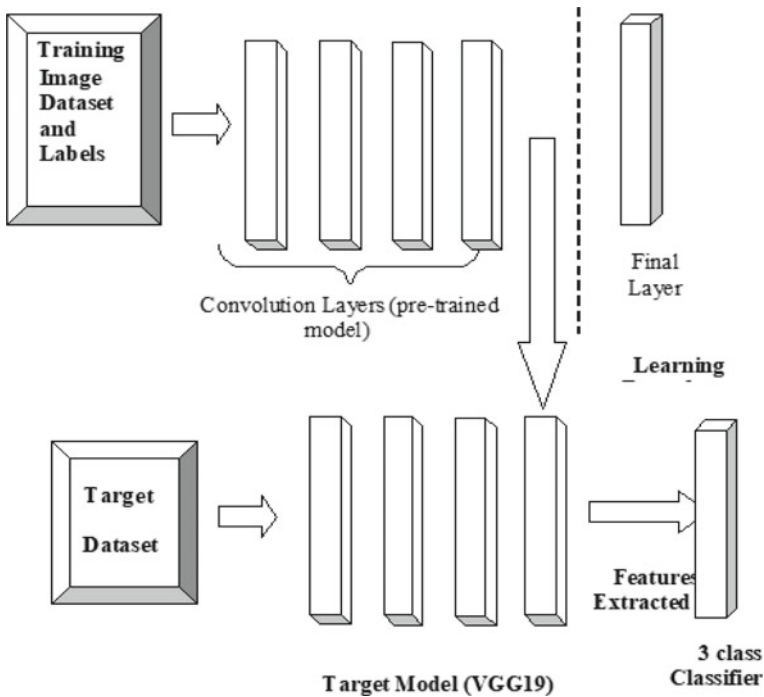 Training
Image
Dataset
and
Labels
Final
Layer
Convolution Layers (pre-trained
model)
Learning
Target
Dataset
Features
Extracted
3 class
Classifier
Target Model (VGG19)